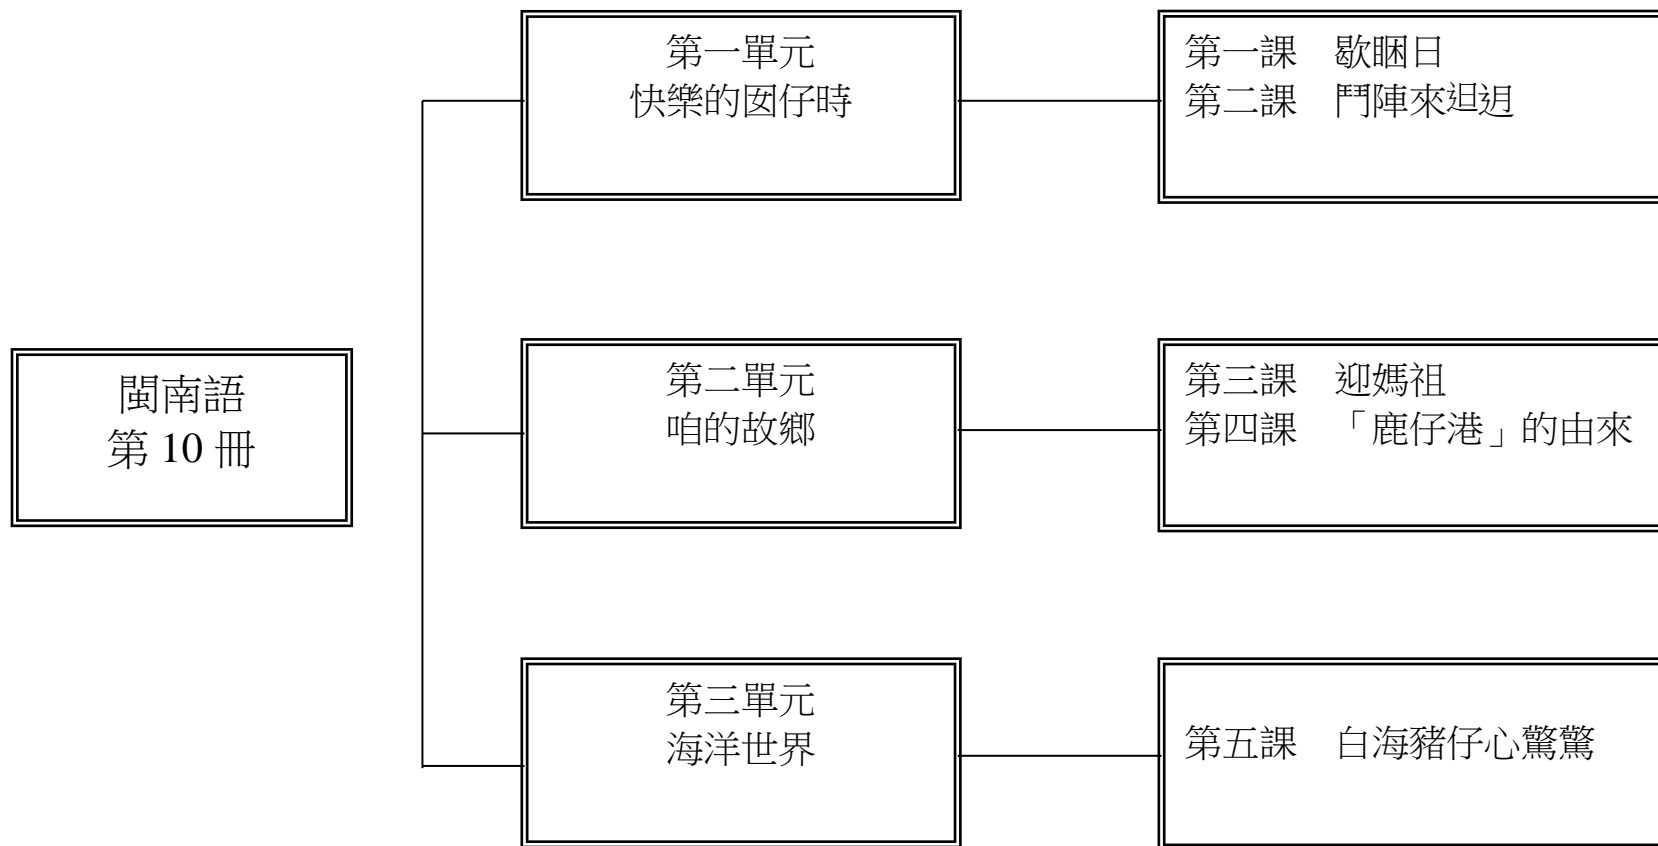 閩南語
第 10 冊
第一單元
快樂的囡仔時
第一課　歇睏日
第二課　鬥陣來𨑨迌
第二單元
咱的故鄉
第三課　迎媽祖
第四課　「鹿仔港」的由來
第三單元
海洋世界
第五課　白海豬仔心驚驚